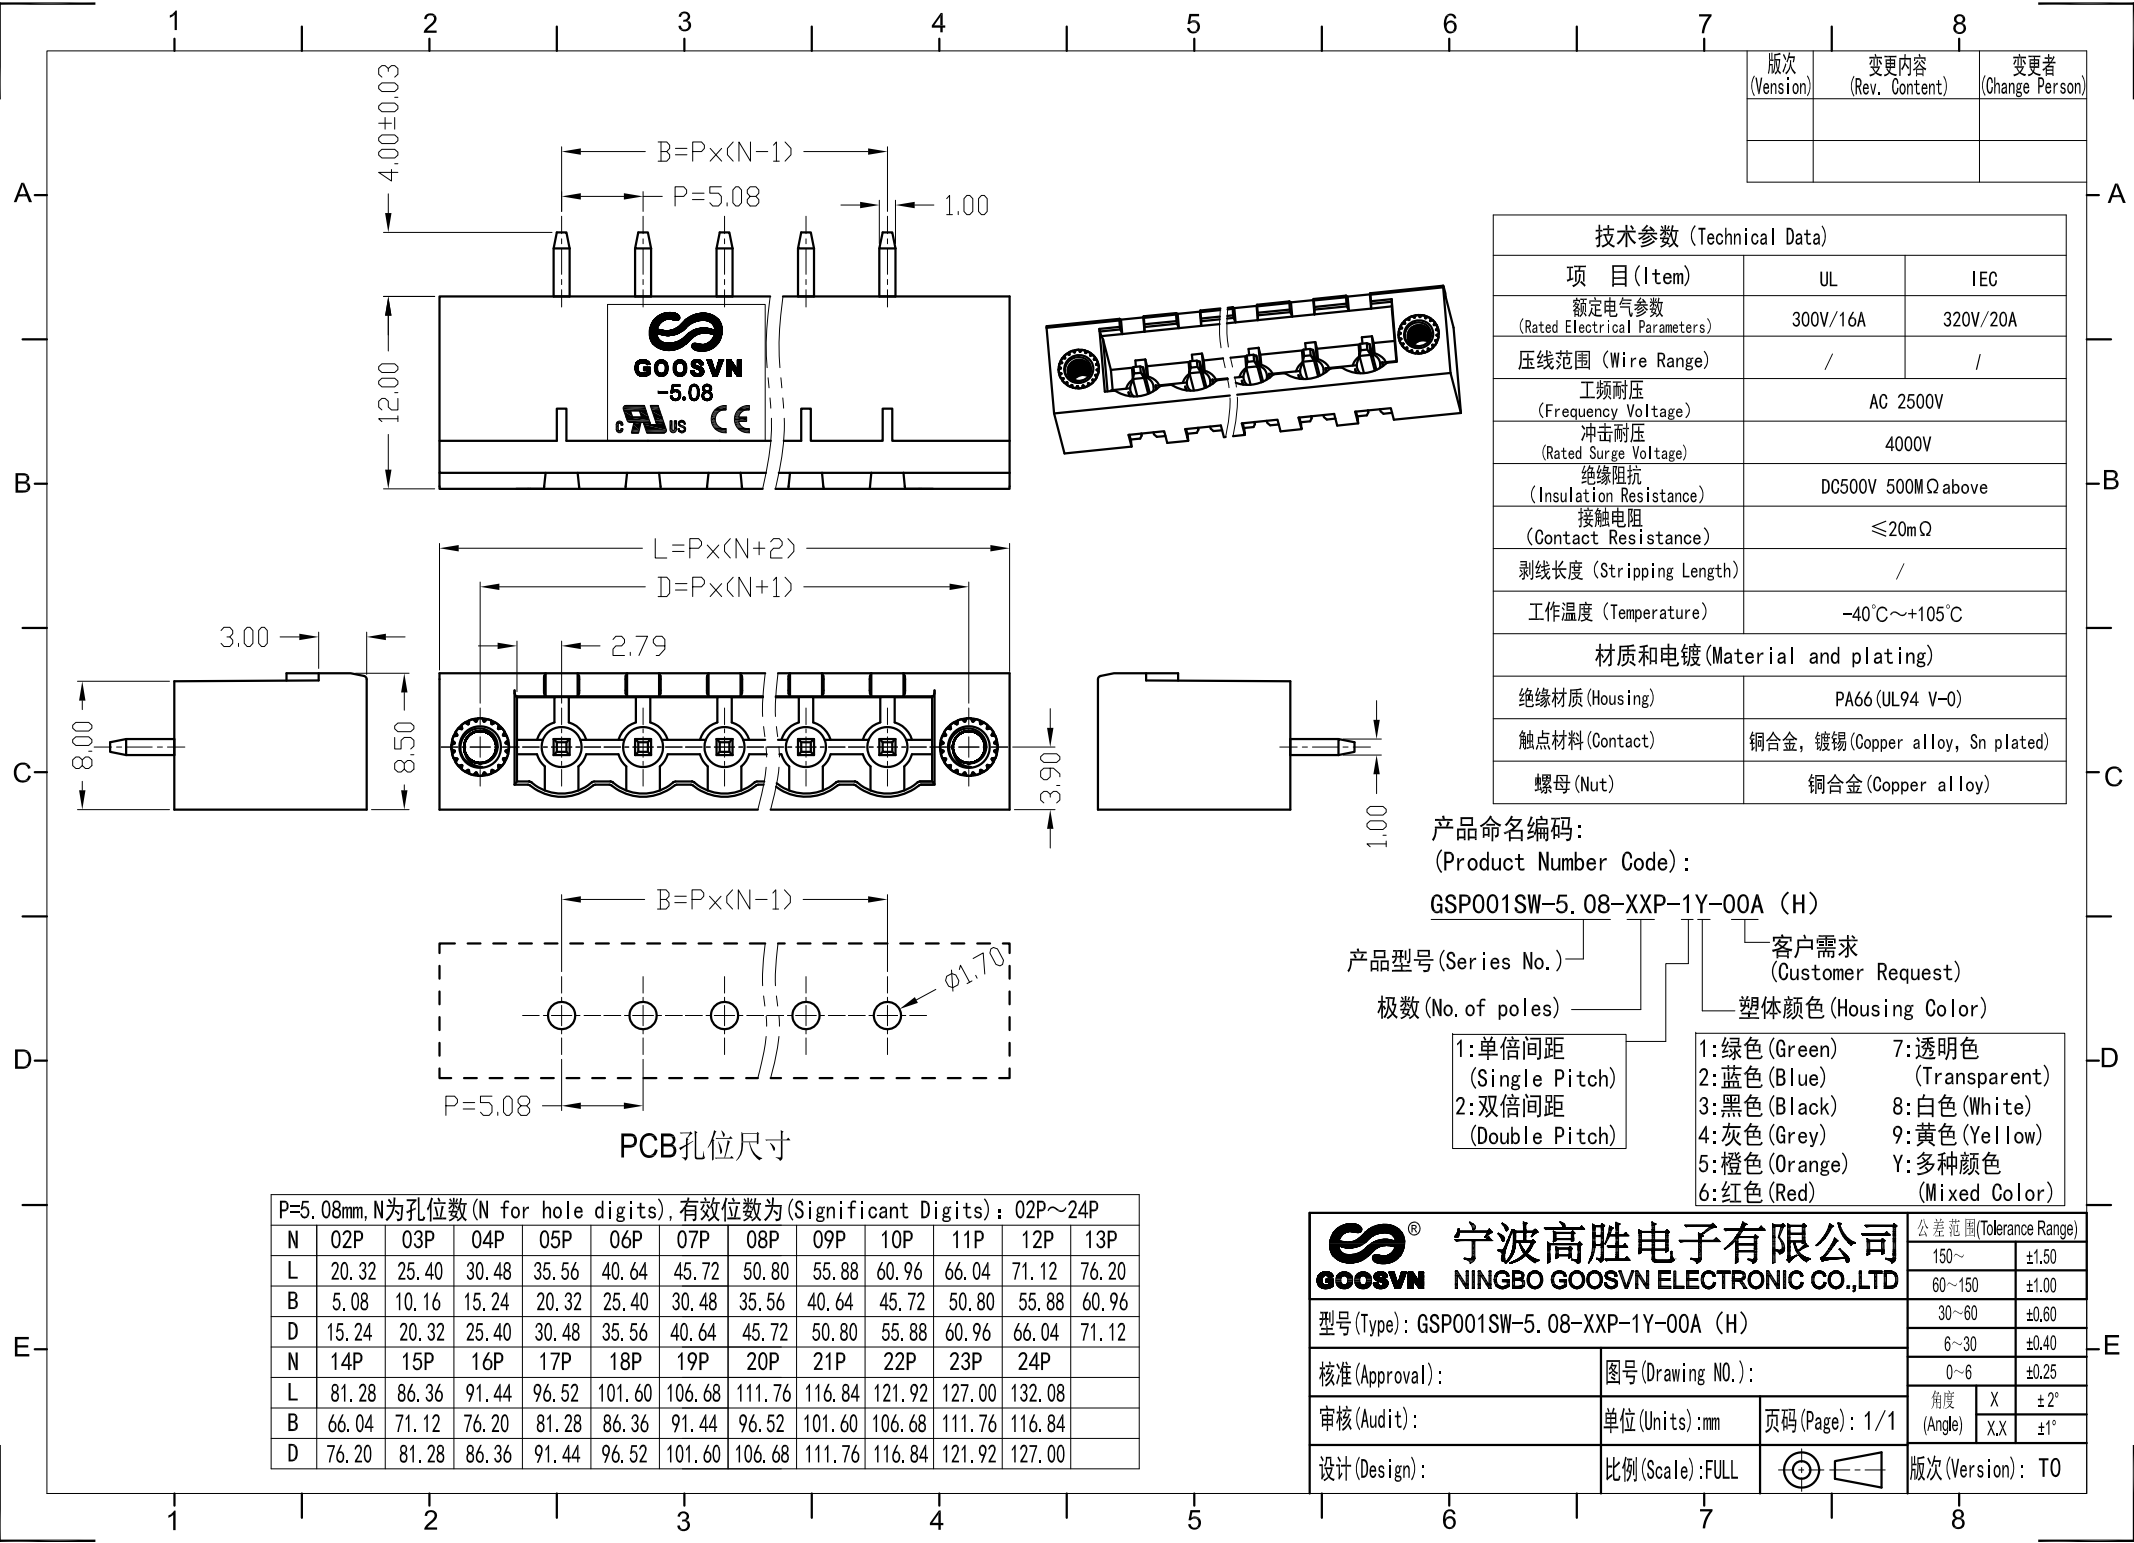 1 2 3 4 5 6 7 8
版次 变更内容 变更者
(Vension) (Rev. Content) (Change Person)
A
B
C
D
E
4.00±0.03
B=P×(N-1)
P=5.08
1.00
12.00
GOOSVN
-5.08
c RU US CE
L=P×(N+2)
D=P×(N+1)
3.00
2.79
8.00
8.50
3.90
1.00
B=P×(N-1)
Ø1.70
P=5.08
PCB孔位尺寸
技术参数 (Technical Data)
项 目(Item) UL IEC
额定电气参数
(Rated Electrical Parameters) 300V/16A 320V/20A
压线范围 (Wire Range) / /
工频耐压
(Frequency Voltage) AC 2500V
冲击耐压
(Rated Surge Voltage) 4000V
绝缘阻抗
(Insulation Resistance) DC500V 500MΩabove
接触电阻
(Contact Resistance) ≤20mΩ
剥线长度 (Stripping Length) /
工作温度 (Temperature) -40℃～+105℃
材质和电镀(Material and plating)
绝缘材质(Housing) PA66(UL94 V-0)
触点材料(Contact) 铜合金, 镀锡(Copper alloy, Sn plated)
螺母(Nut) 铜合金(Copper alloy)
产品命名编码:
(Product Number Code):
GSP001SW-5.08-XXP-1Y-00A (H)
客户需求
(Customer Request)
产品型号(Series No.)
极数(No.of poles)
塑体颜色(Housing Color)
1:单倍间距
(Single Pitch)
2:双倍间距
(Double Pitch)
1:绿色(Green) 7:透明色
2:蓝色(Blue) (Transparent)
3:黑色(Black) 8:白色(White)
4:灰色(Grey) 9:黄色(Yellow)
5:橙色(Orange) Y:多种颜色
6:红色(Red) (Mixed Color)
P=5.08mm,N为孔位数(N for hole digits),有效位数为(Significant Digits): 02P～24P
N 02P 03P 04P 05P 06P 07P 08P 09P 10P 11P 12P 13P
L 20.32 25.40 30.48 35.56 40.64 45.72 50.80 55.88 60.96 66.04 71.12 76.20
B 5.08 10.16 15.24 20.32 25.40 30.48 35.56 40.64 45.72 50.80 55.88 60.96
D 15.24 20.32 25.40 30.48 35.56 40.64 45.72 50.80 55.88 60.96 66.04 71.12
N 14P 15P 16P 17P 18P 19P 20P 21P 22P 23P 24P
L 81.28 86.36 91.44 96.52 101.60 106.68 111.76 116.84 121.92 127.00 132.08
B 66.04 71.12 76.20 81.28 86.36 91.44 96.52 101.60 106.68 111.76 116.84
D 76.20 81.28 86.36 91.44 96.52 101.60 106.68 111.76 116.84 121.92 127.00
® 宁波高胜电子有限公司
GOOSVN NINGBO GOOSVN ELECTRONIC CO.,LTD
公差范围(Tolerance Range)
150~ ±1.50
60~150 ±1.00
30~60 ±0.60
6~30 ±0.40
0~6 ±0.25
角度 X ±2°
(Angle) X.X ±1°
型号(Type): GSP001SW-5.08-XXP-1Y-00A (H)
核准(Approval): 图号(Drawing NO.):
审核(Audit): 单位(Units):mm 页码(Page): 1/1
设计(Design): 比例(Scale):FULL 版次(Version): T0
A
B
C
D
E
1 2 3 4 5 6 7 8